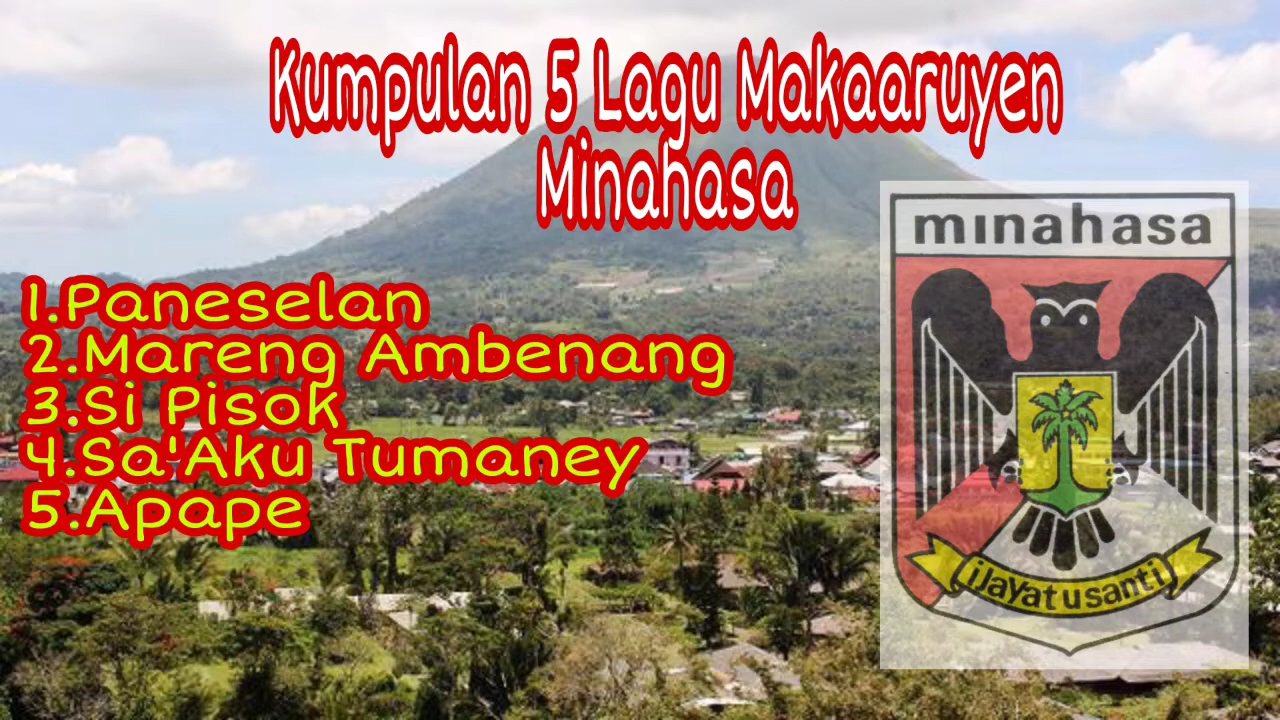 Kumpulan 5 Lagu Makaaruyen
Minahasa
minahasa
1.Paneselan
2.Mareng Ambenang
3.Si Pisok
4.Sa'Aku Tumaney
5.Apape
iJaYat usanti